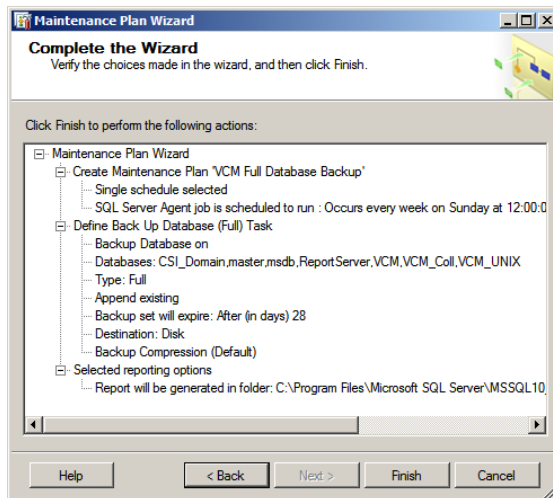 Maintenance Plan Wizard
Complete the Wizard
Verify the choices made in the wizard, and then click Finish.
Click Finish to perform the following actions:
Maintenance Plan Wizard
Create Maintenance Plan 'VCM Full Database Backup'
Single schedule selected
SQL Server Agent job is scheduled to run : Occurs every week on Sunday at 12:00:0
Define Back Up Database (Full) Task
Backup Database on
Databases: CSI_Domain,master,msdb,ReportServer,VCM,VCM_Coll,VCM_UNIX
Type: Full
Append existing
Backup set will expire: After (in days) 28
Destination: Disk
Backup Compression (Default)
Selected reporting options
Report will be generated in folder: C:\Program Files\Microsoft SQL Server\MSSQL10_
Help
< Back
Next >
Finish
Cancel